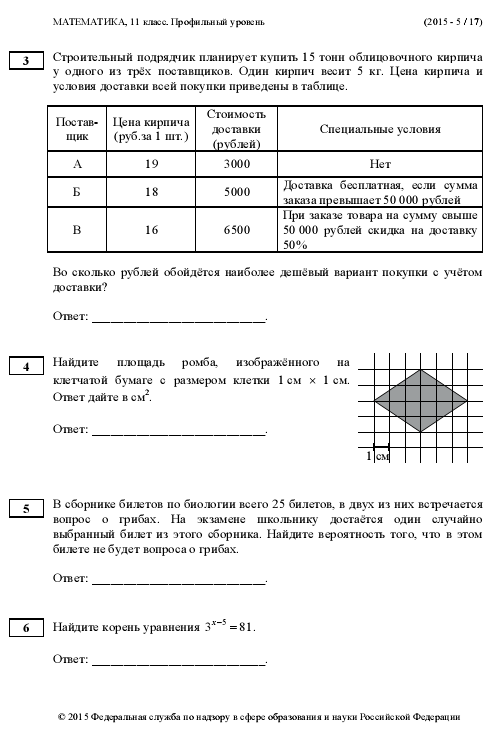 МАТЕМАТИКА, 11 класс. Профильный уровень (2015 - 5 / 17)
3
Строительный подрядчик планирует купить 15 тонн облицовочного кирпича
у одного из трёх поставщиков. Один кирпич весит 5 кг. Цена кирпича и
условия доставки всей покупки приведены в таблице.
Постав-
щик
Цена кирпича
(руб.за 1 шт.)
Стоимость
доставки
(рублей)
Специальные условия
А 19 3000 Нет
Б 18 5000 Доставка бесплатная, если сумма
заказа превышает 50 000 рублей
В 16 6500 При заказе товара на сумму свыше
50 000 рублей скидка на доставку
50%
Во сколько рублей обойдётся наиболее дешёвый вариант покупки с учётом
доставки?
Ответ: ___________________________.
4
Найдите площадь ромба, изображённого на
клетчатой бумаге с размером клетки 1 см × 1 см.
Ответ дайте в см².
Ответ: ___________________________.
1 см
5
В сборнике билетов по биологии всего 25 билетов, в двух из них встречается
вопрос о грибах. На экзамене школьнику достаётся один случайно
выбранный билет из этого сборника. Найдите вероятность того, что в этом
билете не будет вопроса о грибах.
Ответ: ___________________________.
6
Найдите корень уравнения 3^{x−5} = 81.
Ответ: ___________________________.
© 2015 Федеральная служба по надзору в сфере образования и науки Российской Федерации